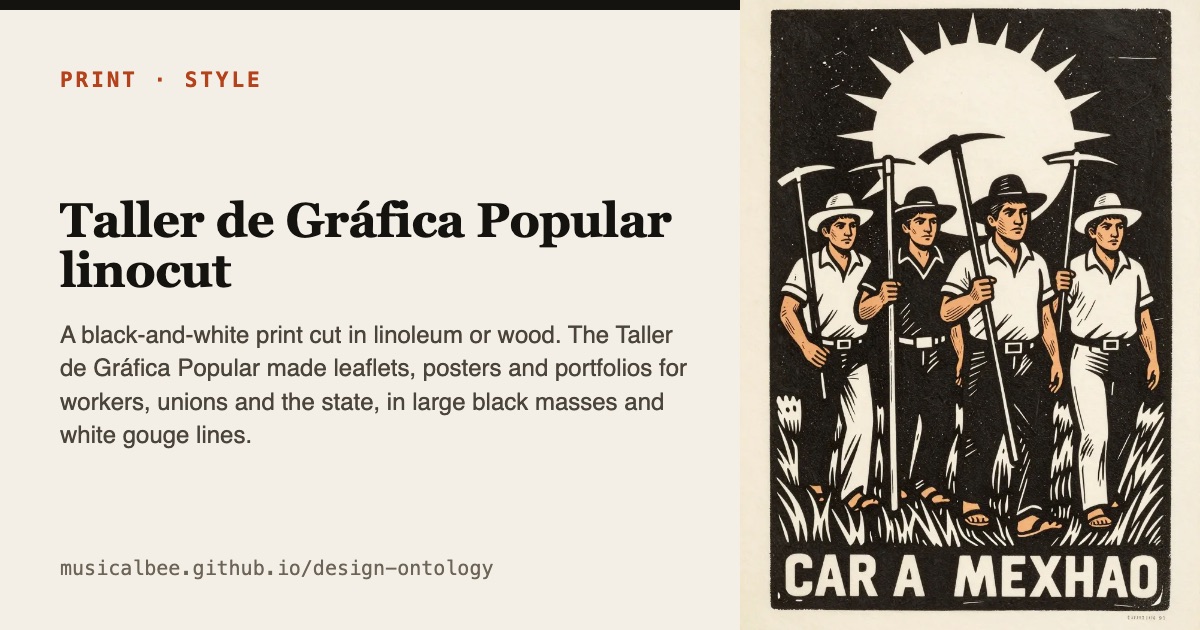 PRINT · STYLE
Taller de Gráfica Popular
linocut
A black-and-white print cut in linoleum or wood. The Taller
de Gráfica Popular made leaflets, posters and portfolios for
workers, unions and the state, in large black masses and
white gouge lines.
musicalbee.github.io/design-ontology
CAR A MEXHAO